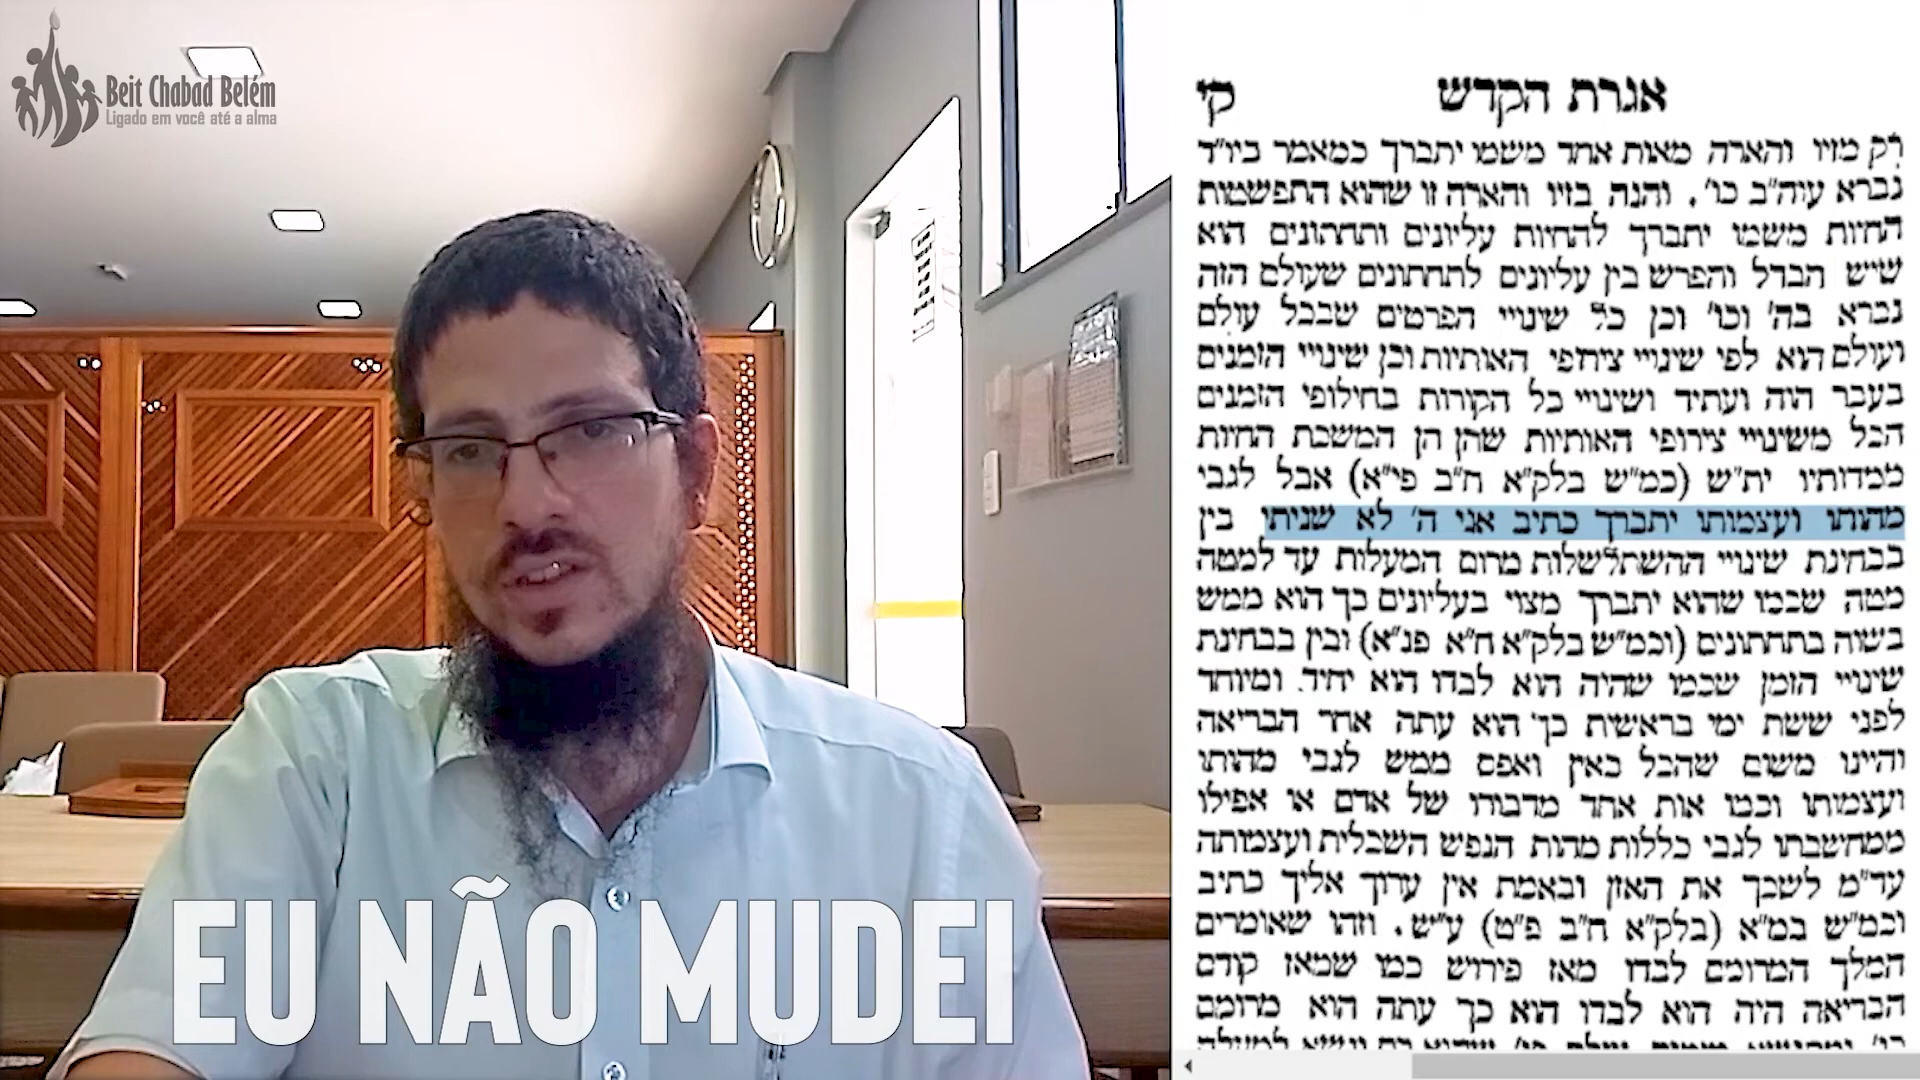 Beit Chabad Belém
Ligado em você até a alma
EU NÃO MUDEI
אגרת הקדש קי
רק מזיו והארה מאות אחד משמו יתברך כמאמר ביו"ד
נברא עוה"ב כו'. והנה בזיו והארה זו שהוא התפשטות
החיות משמו יתברך להחיות עליונים ותחתונים הוא
שיש הבדל והפרש בין עליונים לתחתונים שעולם הזה
נברא בה' וכו' וכן כל שינויי הפרטים שבכל עולם
ועולם הוא לפי שינויי צירופי האותיות וכן שינויי הזמנים
בעבר הוה ועתיד ושינויי כל הקורות בחילופי הזמנים
הכל משינויי צירופי האותיות שהן הן המשכת החיות
ממדותיו ית"ש (כמ"ש בלק"א ח"ב פי"א) אבל לגבי
מהותו ועצמותו יתברך כתיב אני ה' לא שניתי בין
בבחינת שינויי ההשתלשלות מרום המעלות עד למטה
מטה שכמו שהוא יתברך מצוי בעליונים כך הוא ממש
בשוה בתחתונים (וכמ"ש בלק"א ח"א פנ"א) ובין בבחינת
שינויי הזמן שכמו שהיה הוא לבדו הוא יחיד ומיוחד
לפני ששת ימי בראשית כך הוא עתה אחר הבריאה
והיינו משום שהכל כאין ואפס ממש לגבי מהותו
ועצמותו וכמו אות אחד מדבורו של אדם או אפילו
ממחשבתו לגבי כללות מהות הנפש השכלית ועצמותה
עד"מ לשכך את האזן ובאמת אין ערוך אליך כתיב
וכמ"ש במ"א (בלק"א ח"ב פ"ט) ע"ש. וזהו שאומרים
המלך המרומם לבדו מאז פירוש כמו שמאז קודם
הבריאה היה הוא לבדו הוא כך עתה הוא מרומם